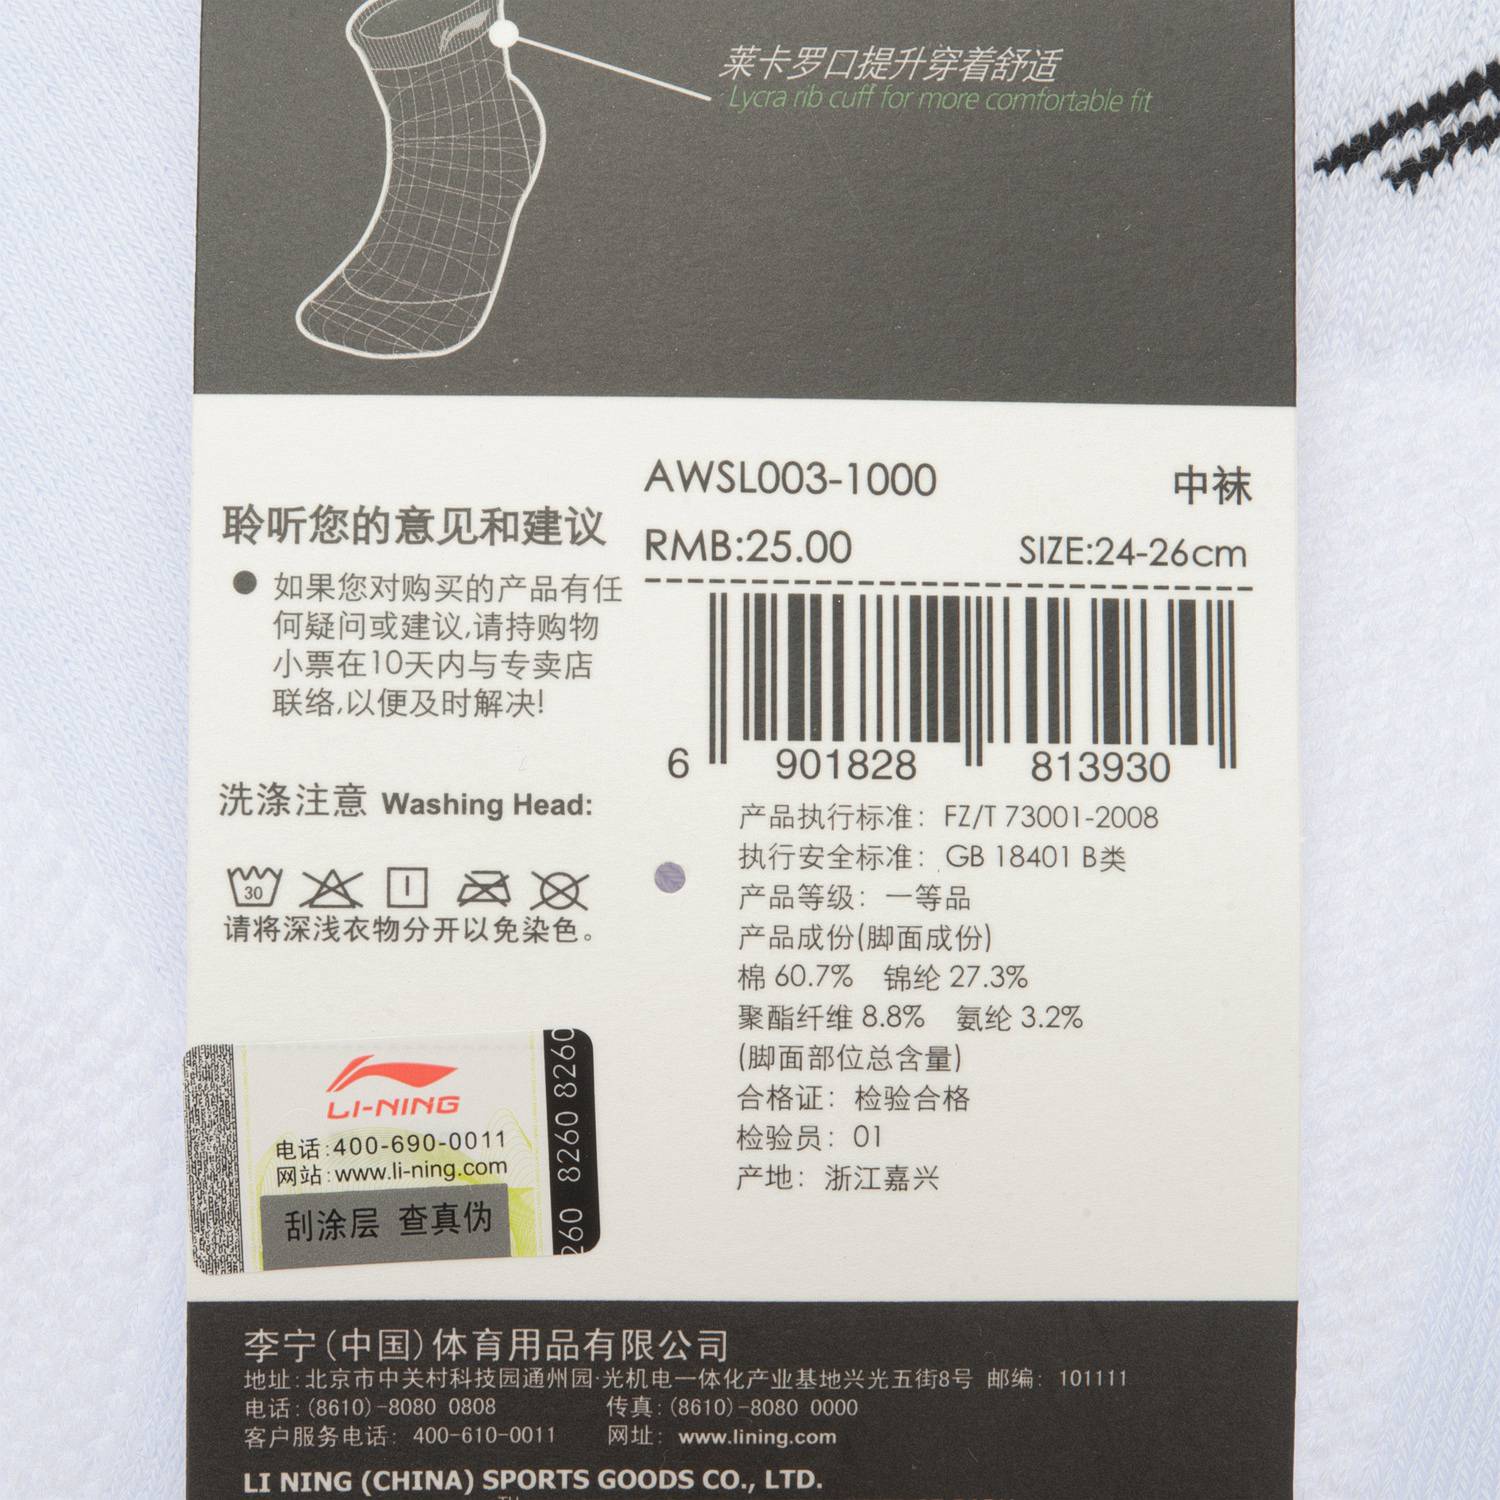 莱卡罗口提升穿着舒适
Lycra rib cuff for more comfortable fit
AWSL003-1000 中袜
RMB:25.00 SIZE:24-26cm
6 901828 813930
聆听您的意见和建议
● 如果您对购买的产品有任
何疑问或建议,请持购物
小票在10天内与专卖店
联络,以便及时解决!
洗涤注意 Washing Head:
30
请将深浅衣物分开以免染色。
产品执行标准: FZ/T 73001-2008
执行安全标准: GB 18401 B类
产品等级: 一等品
产品成份(脚面成份)
棉 60.7% 锦纶 27.3%
聚酯纤维 8.8% 氨纶 3.2%
(脚面部位总含量)
合格证: 检验合格
检验员: 01
产地: 浙江嘉兴
LI-NING
电话:400-690-0011
网站:www.li-ning.com
刮涂层 查真伪
260 8260 8260
李宁(中国)体育用品有限公司
地址:北京市中关村科技园通州园·光机电一体化产业基地兴光五街8号 邮编: 101111
电话:(8610)-8080 0808 传真:(8610)-8080 0000
客户服务电话: 400-610-0011 网址: www.lining.com
LI NING (CHINA) SPORTS GOODS CO., LTD.